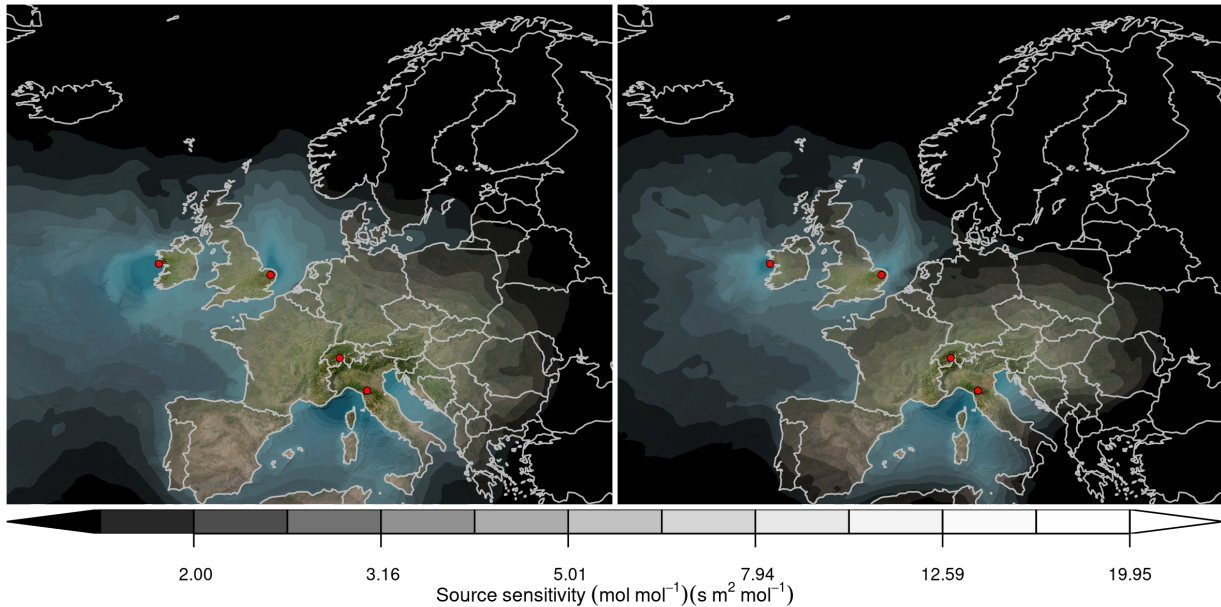 2.00 3.16 5.01 7.94 12.59 19.95
Source sensitivity (mol mol⁻¹)(s m² mol⁻¹)